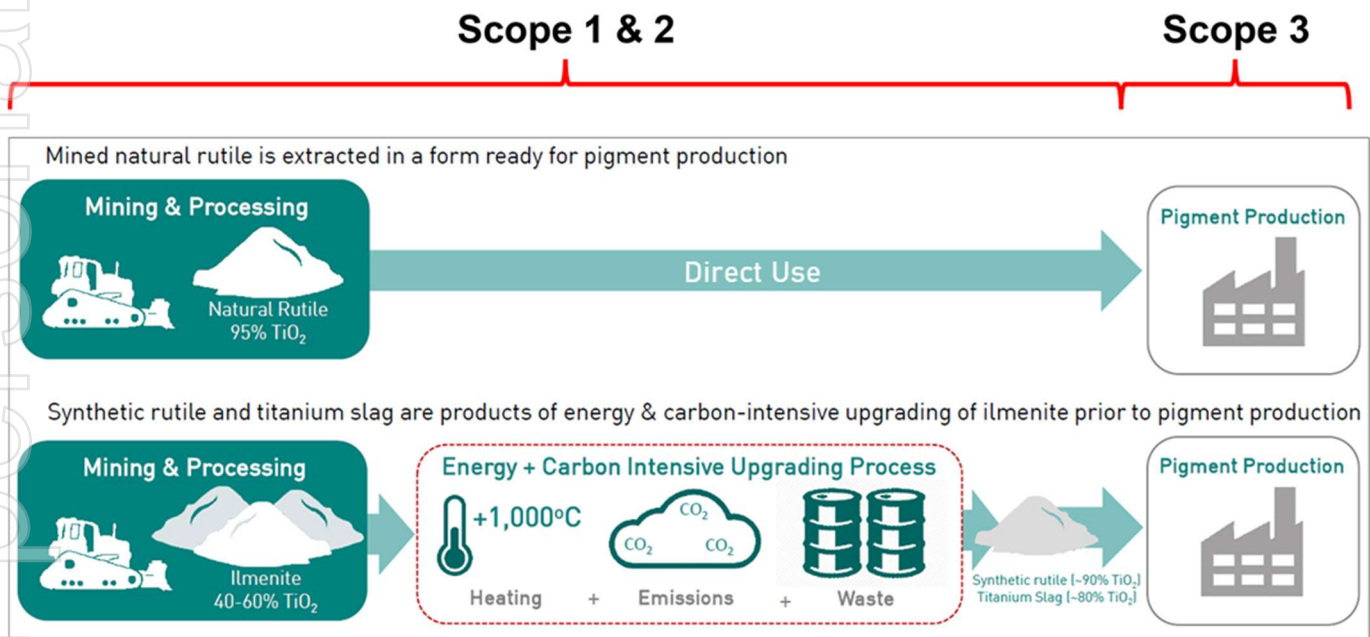 Scope 1 & 2
Scope 3
Mined natural rutile is extracted in a form ready for pigment production
Mining & Processing
Natural Rutile
95% TiO₂
Direct Use
Pigment Production
Synthetic rutile and titanium slag are products of energy & carbon-intensive upgrading of ilmenite prior to pigment production
Mining & Processing
Ilmenite
40-60% TiO₂
Energy + Carbon Intensive Upgrading Process
+1,000°C
CO₂
CO₂
CO₂
Heating + Emissions + Waste
Synthetic rutile (~90% TiO₂)
Titanium Slag (~80% TiO₂)
Pigment Production